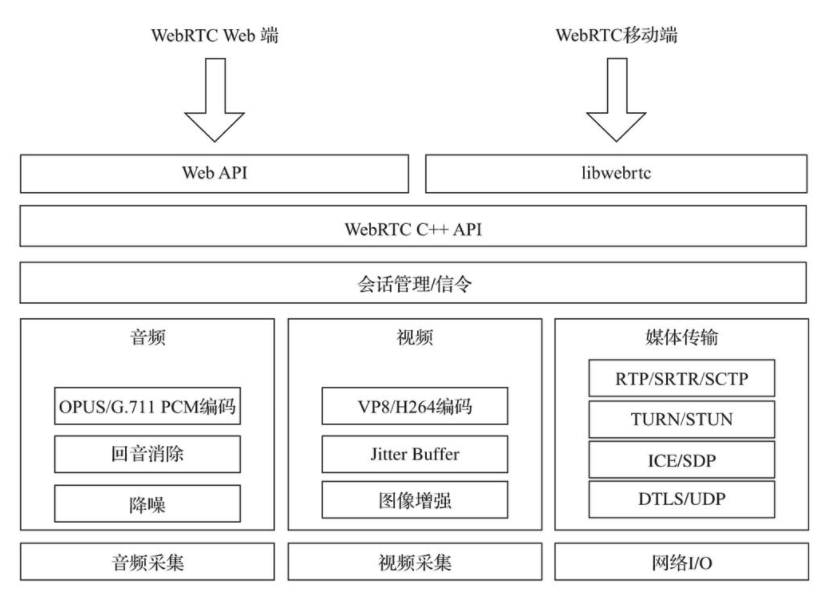 WebRTC Web 端
WebRTC移动端
Web API
libwebrtc
WebRTC C++ API
会话管理/信令
音频
OPUS/G.711 PCM编码
回音消除
降噪
视频
VP8/H264编码
Jitter Buffer
图像增强
媒体传输
RTP/SRTR/SCTP
TURN/STUN
ICE/SDP
DTLS/UDP
音频采集
视频采集
网络I/O